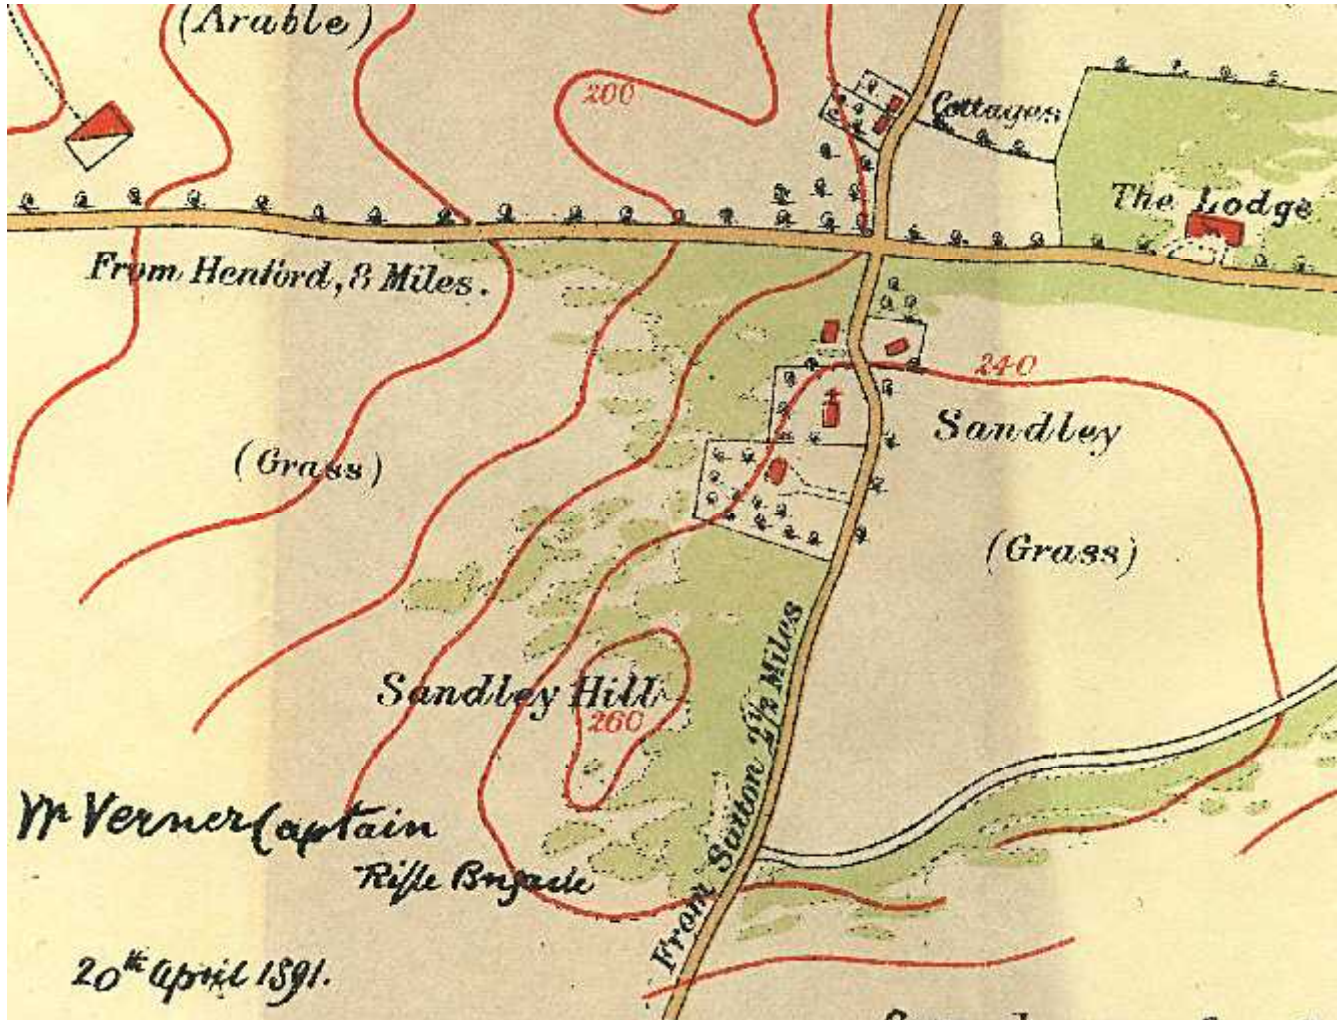 (Arable)
200
Cottages
The Lodge
From Henford, 8 Miles.
240
Sandley
(Grass)
(Grass)
Sandley Hill
260
From Sutton 2½ Miles
W Verner Captain
Rifle Brigade
20th April 1891.